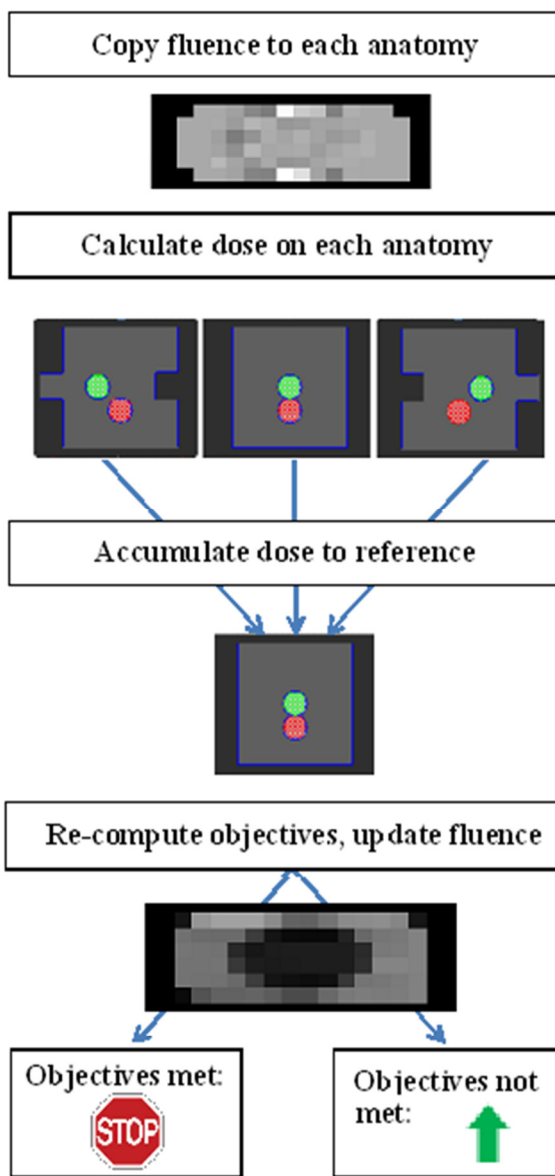 Copy fluence to each anatomy
Calculate dose on each anatomy
Accumulate dose to reference
Re-compute objectives, update fluence
Objectives met:
STOP
Objectives not
met: